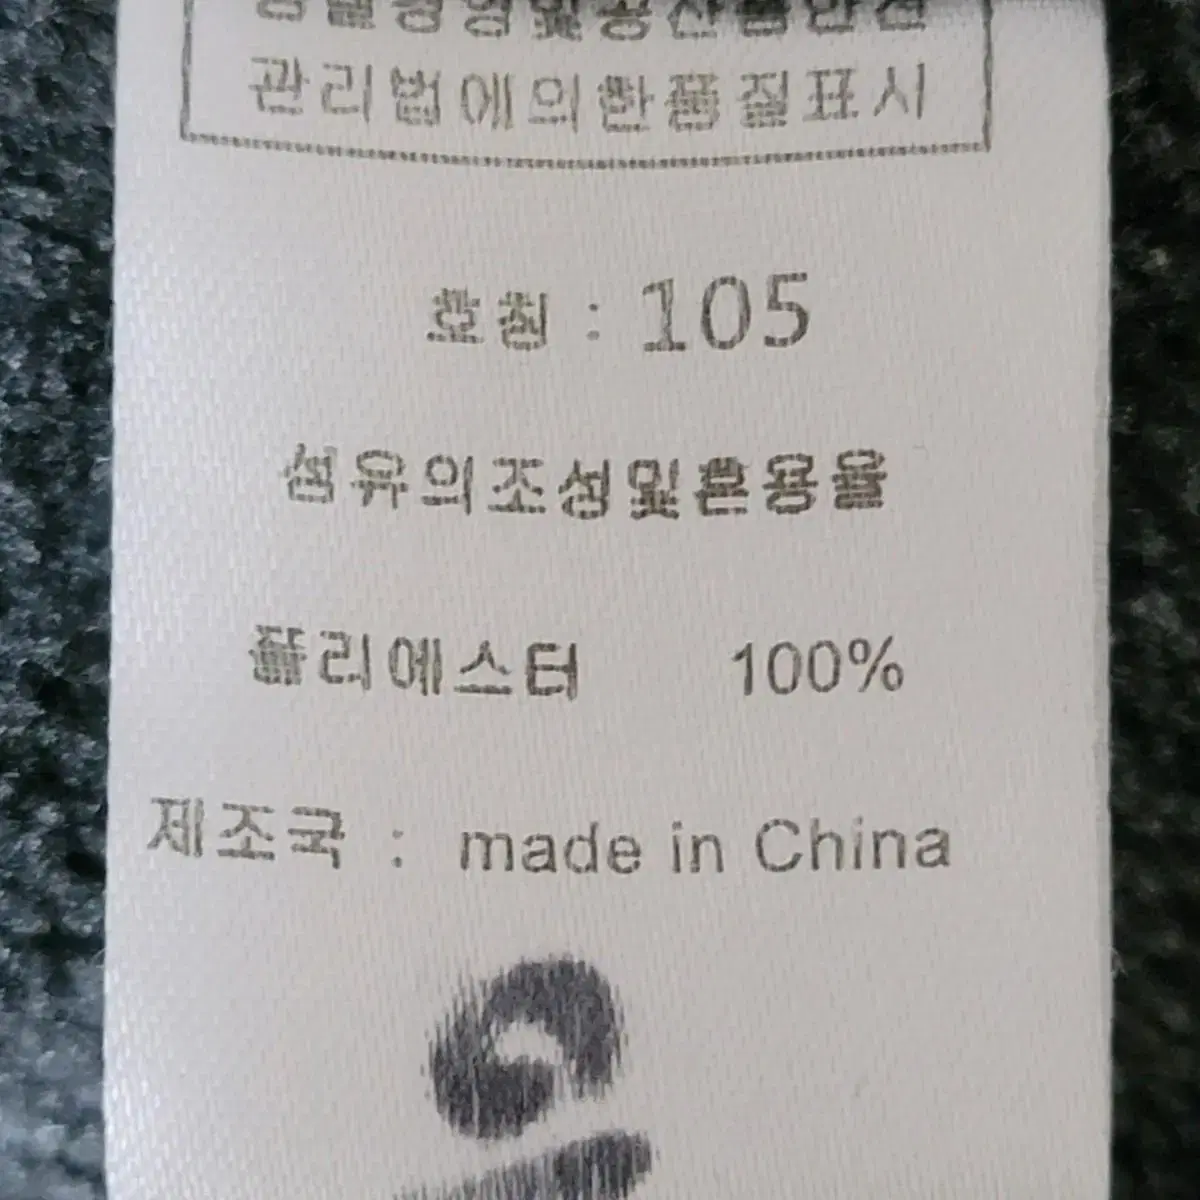 관리법에의한품질표시
호칭 : 105
섬유의조성및혼용율
폴리에스터 100%
제조국 : made in China